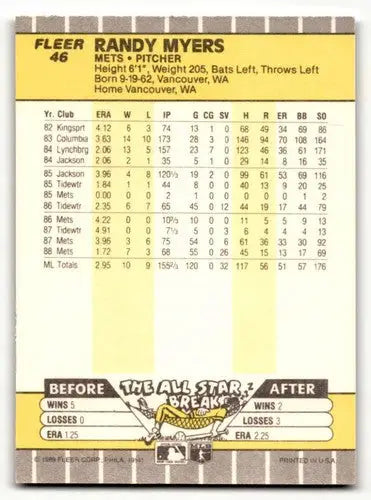 FLEER
46
RANDY MYERS
METS • PITCHER
Height 6'1", Weight 205, Bats Left, Throws Left
Born 9-19-62, Vancouver, WA
Home Vancouver, WA
Yr. Club ERA W L IP G CG SV H R ER BB SO
82 Kingsprt 4.12 6 3 74 13 1 0 68 49 34 69 86
83 Columbia 3.63 14 10 173 28 3 0 146 94 70 108 164
84 Lynchbrg 2.06 13 5 157 23 7 0 123 46 36 61 171
84 Jackson 2.06 2 1 35 5 1 0 29 14 8 16 35
85 Jackson 3.96 4 8 120⅓ 19 2 0 99 61 53 69 116
85 Tidewtr 1.84 1 1 44 8 0 0 40 13 9 20 25
85 Mets 0.00 0 0 2 1 0 0 0 0 0 1 2
86 Tidewtr 2.35 6 7 65 45 0 12 44 19 17 44 79
86 Mets 4.22 0 0 10⅔ 10 0 0 11 5 5 9 13
87 Tidewtr 4.91 0 0 7⅓ 5 0 3 6 4 4 4 13
87 Mets 3.96 3 6 75 54 0 6 61 36 33 30 92
88 Mets 1.72 7 3 68 55 0 26 45 15 13 17 69
ML Totals 2.95 10 9 155⅔ 120 0 32 117 56 51 57 176
BEFORE THE ALL STAR BREAK AFTER
WINS 5 WINS 2
LOSSES 0 LOSSES 3
ERA 1.25 ERA 2.25
© 1989 FLEER CORP. PHILA. 19141 PRINTED IN U.S.A.